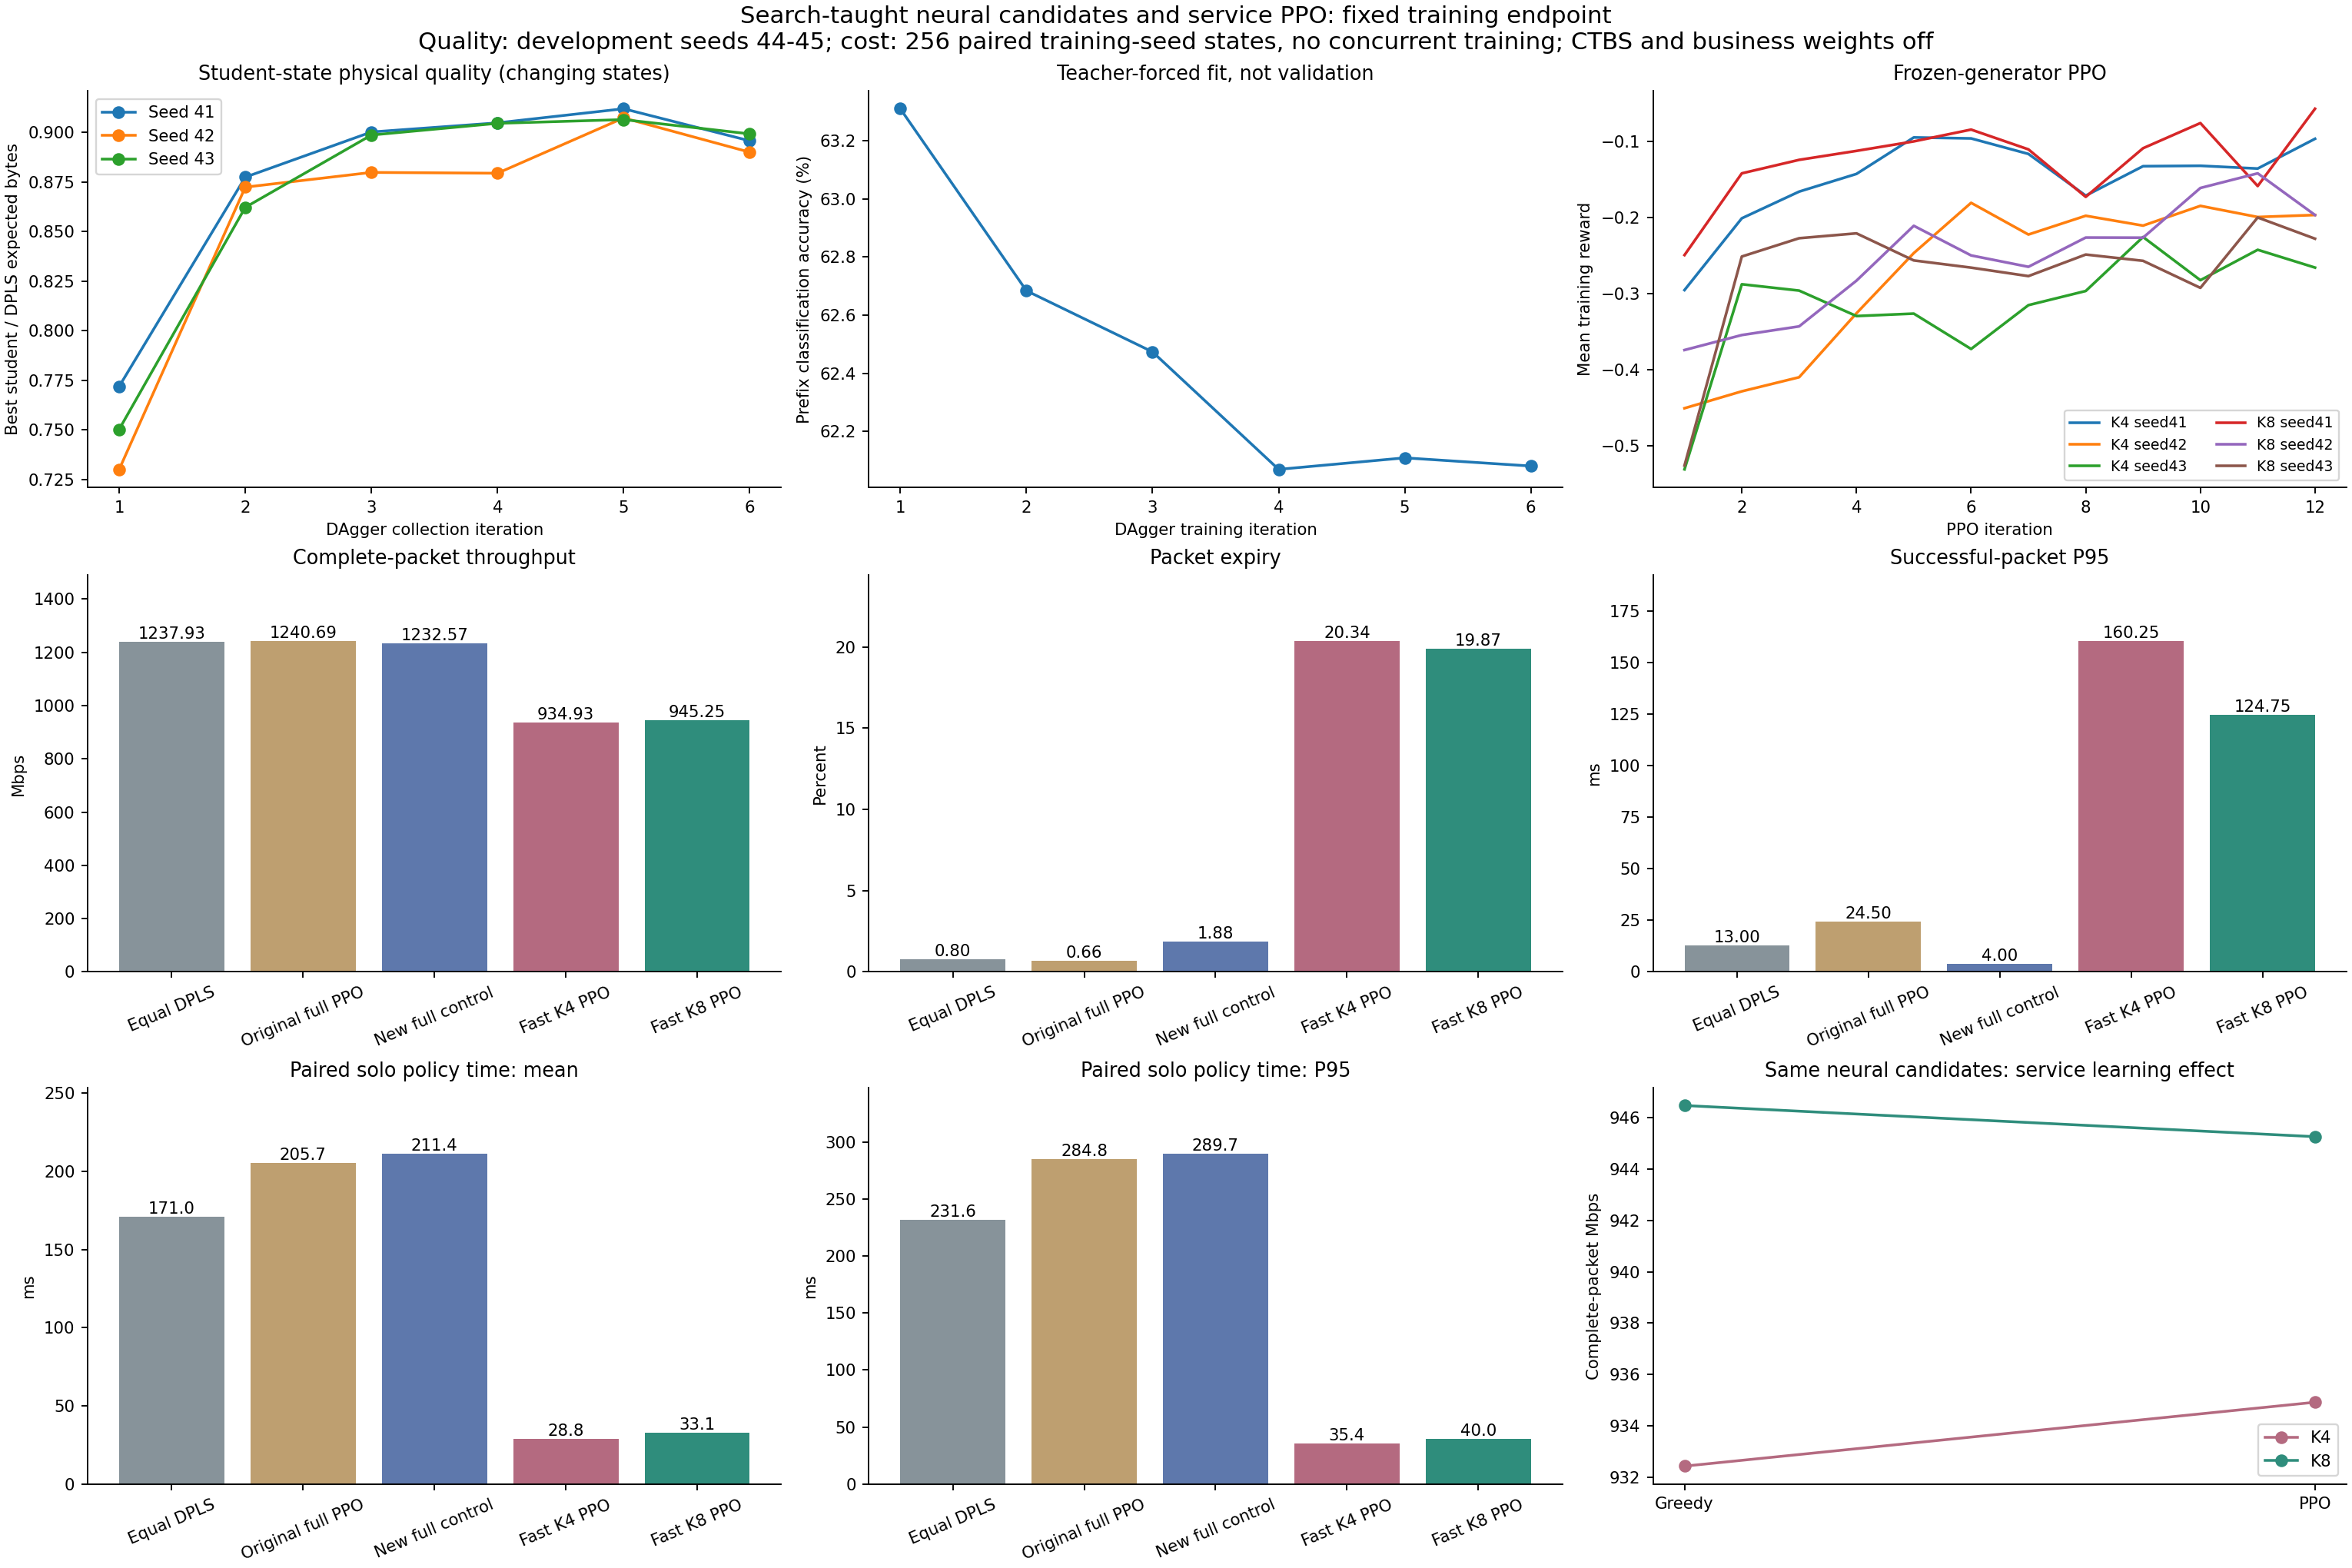 Search-taught neural candidates and service PPO: fixed training endpoint
Quality: development seeds 44-45; cost: 256 paired training-seed states, no concurrent training; CTBS and business weights off
Student-state physical quality (changing states)
Best student / DPLS expected bytes
0.900
0.875
0.850
0.825
0.800
0.775
0.750
0.725
Seed 41
Seed 42
Seed 43
1 2 3 4 5 6
DAgger collection iteration
Teacher-forced fit, not validation
Prefix classification accuracy (%)
63.2
63.0
62.8
62.6
62.4
62.2
1 2 3 4 5 6
DAgger training iteration
Frozen-generator PPO
Mean training reward
−0.1
−0.2
−0.3
−0.4
−0.5
K4 seed41
K4 seed42
K4 seed43
K8 seed41
K8 seed42
K8 seed43
2 4 6 8 10 12
PPO iteration
Complete-packet throughput
Mbps
1400
1200
1000
800
600
400
200
0
1237.93
1240.69
1232.57
934.93
945.25
Equal DPLS
Original full PPO
New full control
Fast K4 PPO
Fast K8 PPO
Packet expiry
Percent
20
15
10
5
0
0.80
0.66
1.88
20.34
19.87
Equal DPLS
Original full PPO
New full control
Fast K4 PPO
Fast K8 PPO
Successful-packet P95
ms
175
150
125
100
75
50
25
0
13.00
24.50
4.00
160.25
124.75
Equal DPLS
Original full PPO
New full control
Fast K4 PPO
Fast K8 PPO
Paired solo policy time: mean
ms
250
200
150
100
50
0
171.0
205.7
211.4
28.8
33.1
Equal DPLS
Original full PPO
New full control
Fast K4 PPO
Fast K8 PPO
Paired solo policy time: P95
ms
300
250
200
150
100
50
0
231.6
284.8
289.7
35.4
40.0
Equal DPLS
Original full PPO
New full control
Fast K4 PPO
Fast K8 PPO
Same neural candidates: service learning effect
Complete-packet Mbps
946
944
942
940
938
936
934
932
K4
K8
Greedy
PPO